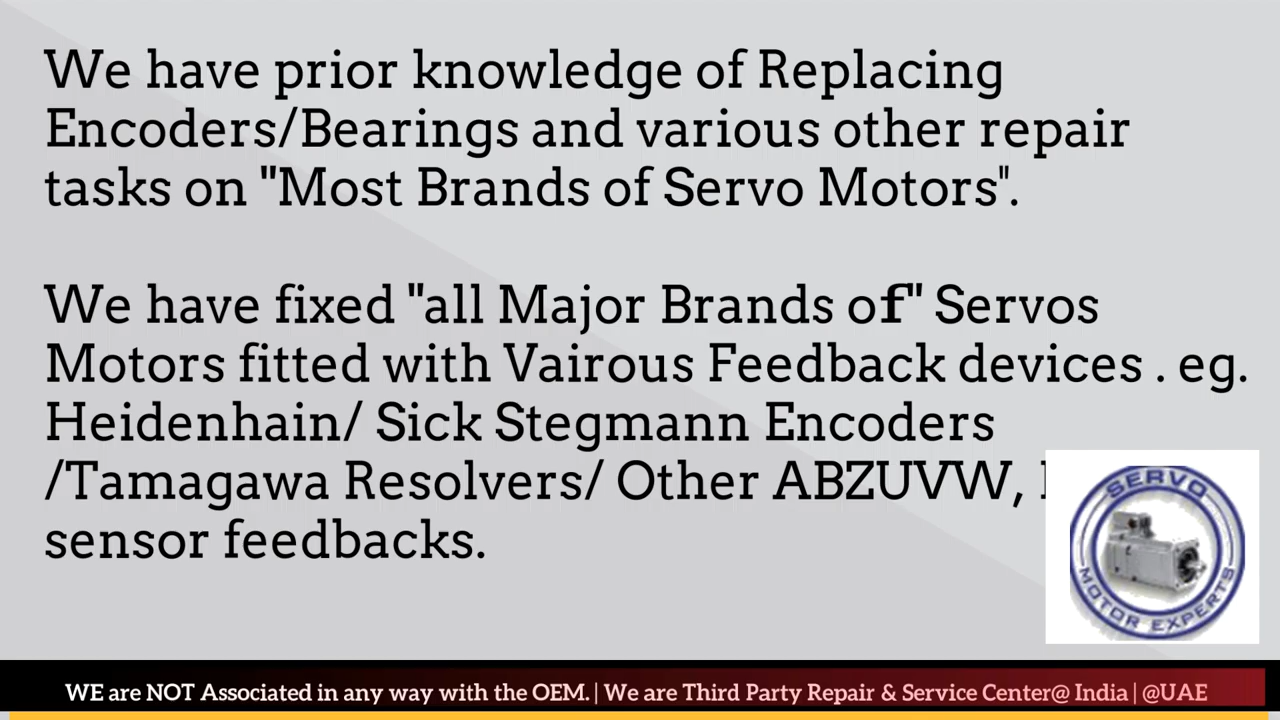 We have prior knowledge of Replacing
Encoders/Bearings and various other repair
tasks on "Most Brands of Servo Motors".
We have fixed "all Major Brands of" Servos
Motors fitted with Vairous Feedback devices . eg.
Heidenhain/ Sick Stegmann Encoders
/Tamagawa Resolvers/ Other ABZUVW,
sensor feedbacks.
SERVO
MOTOR EXPERTS
WE are NOT Associated in any way with the OEM. | We are Third Party Repair & Service Center@ India | @UAE